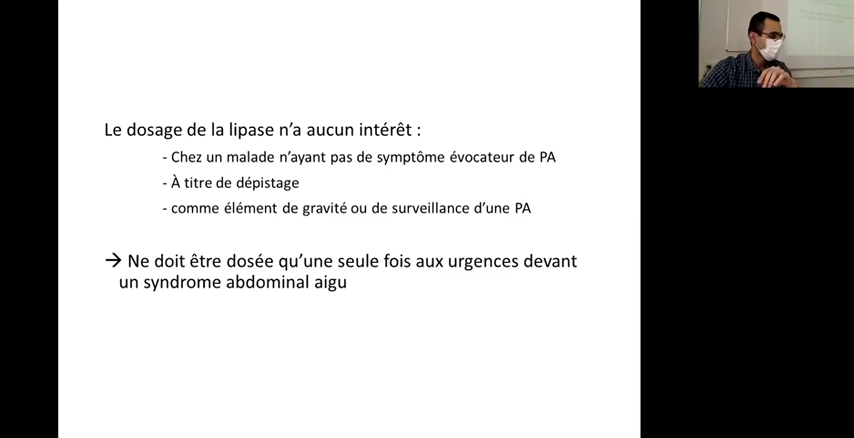 Le dosage de la lipase n’a aucun intérêt :
- Chez un malade n’ayant pas de symptôme évocateur de PA
- À titre de dépistage
- comme élément de gravité ou de surveillance d’une PA
→ Ne doit être dosée qu’une seule fois aux urgences devant
un syndrome abdominal aigu